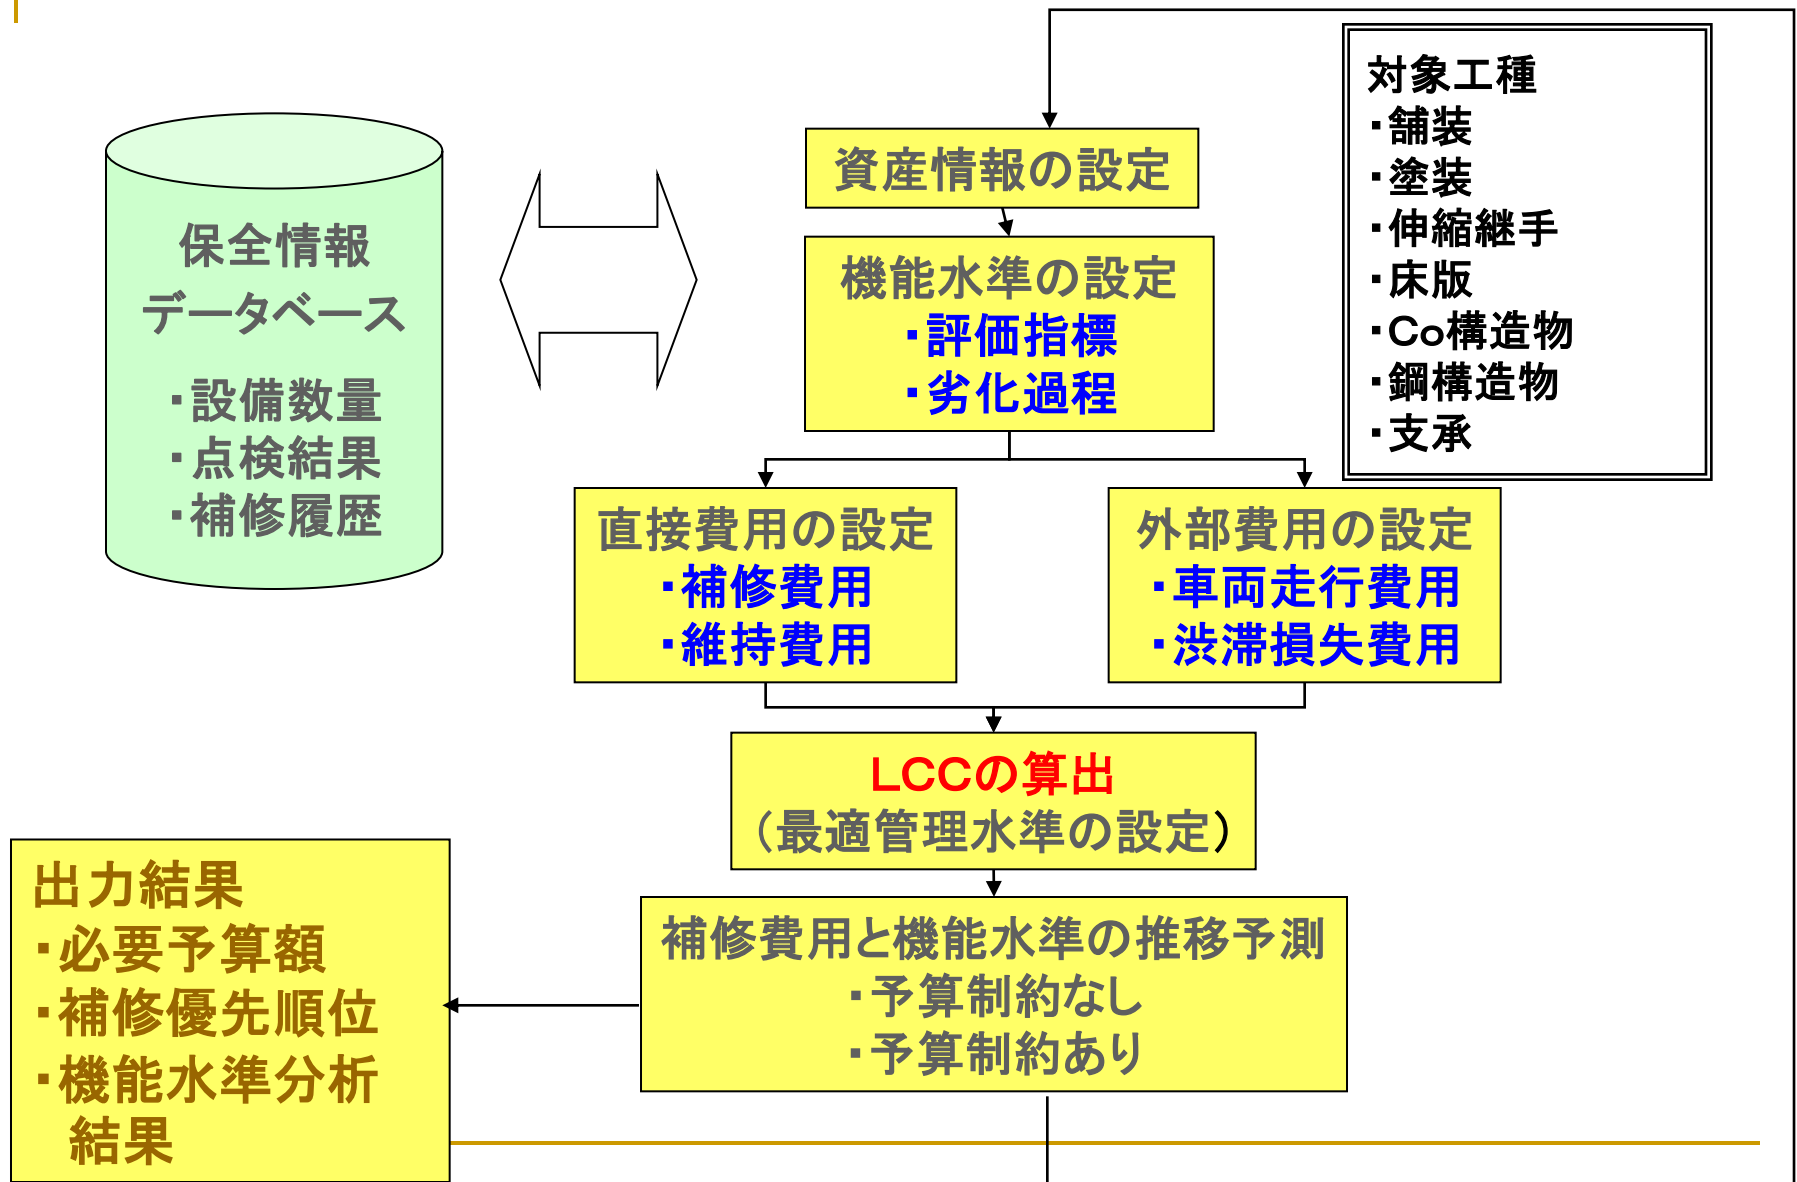 保全情報
データベース
・設備数量
・点検結果
・補修履歴
資産情報の設定
機能水準の設定
・評価指標
・劣化過程
対象工種
・舗装
・塗装
・伸縮継手
・床版
・Co構造物
・鋼構造物
・支承
直接費用の設定
・補修費用
・維持費用
外部費用の設定
・車両走行費用
・渋滞損失費用
LCCの算出
（最適管理水準の設定）
補修費用と機能水準の推移予測
・予算制約なし
・予算制約あり
出力結果
・必要予算額
・補修優先順位
・機能水準分析
結果